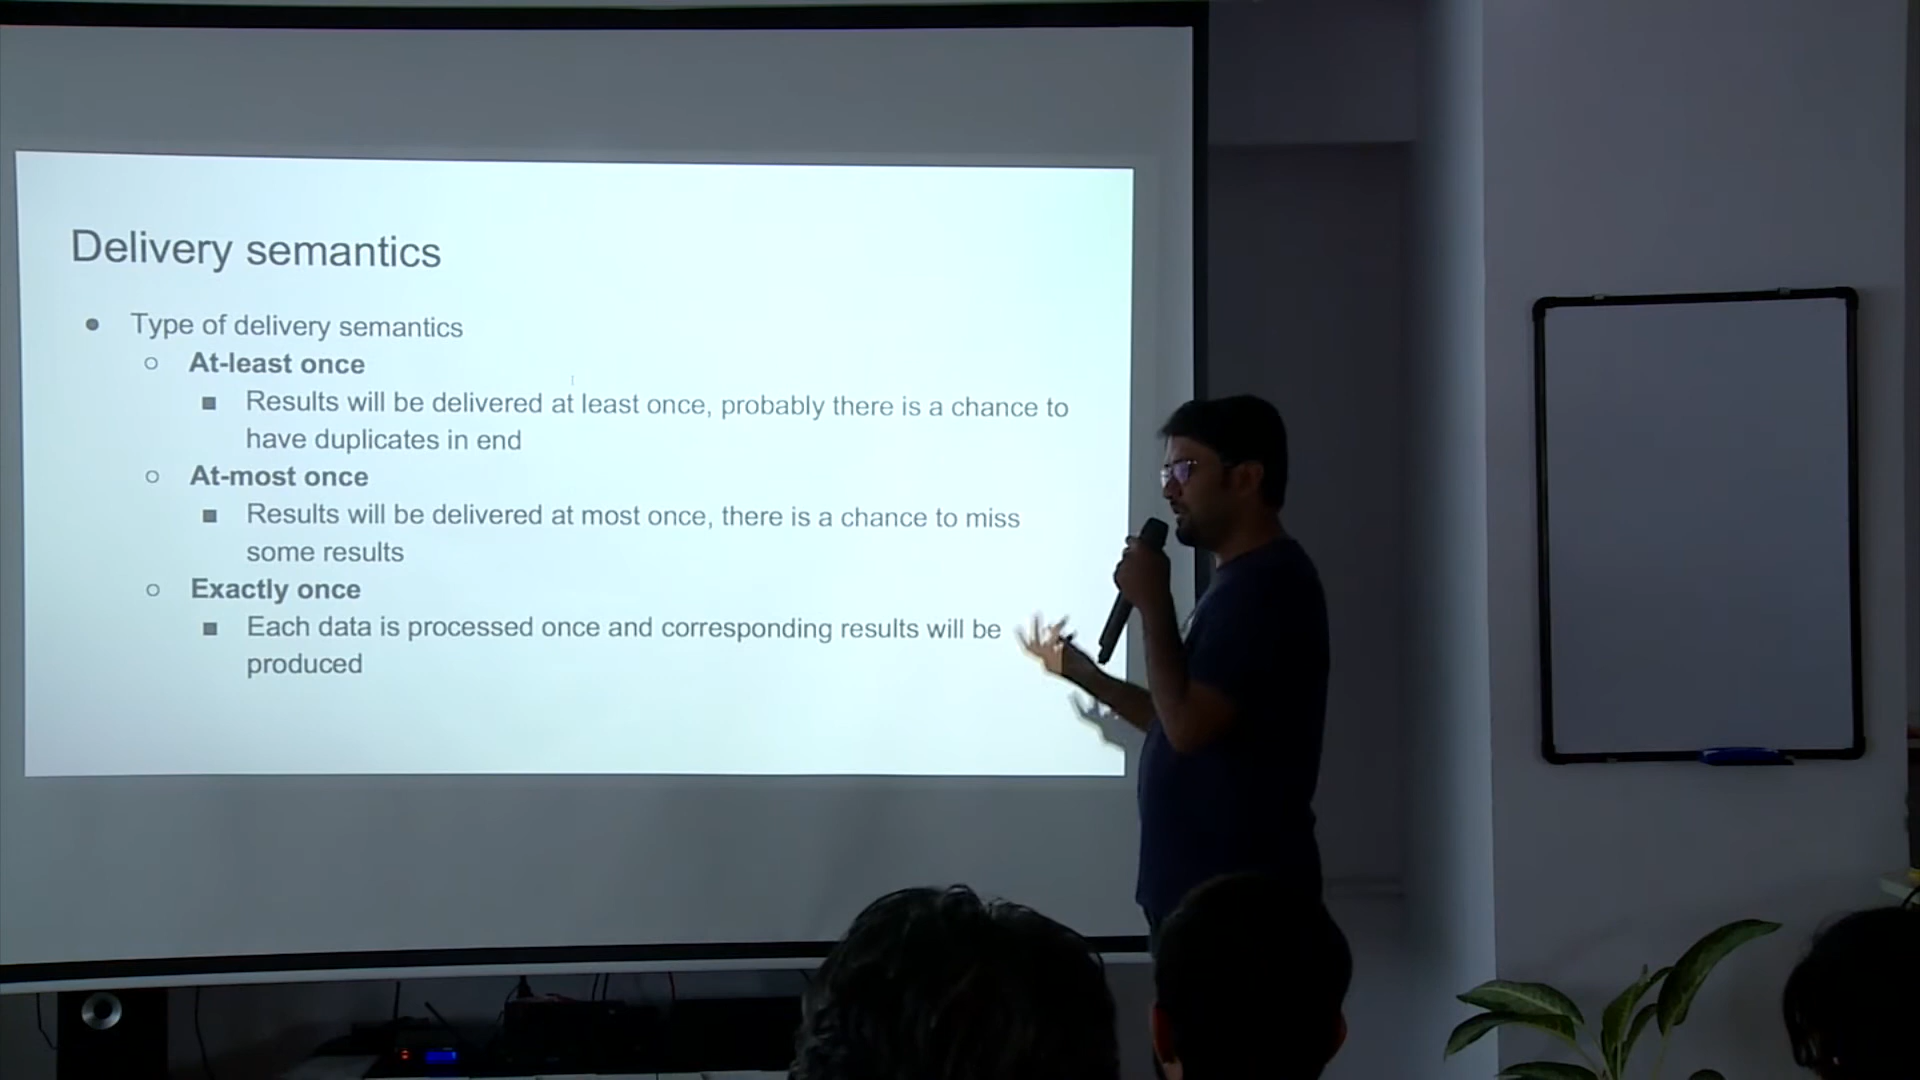 Delivery semantics
● Type of delivery semantics
○ At-least once
■ Results will be delivered at least once, probably there is a chance to
have duplicates in end
○ At-most once
■ Results will be delivered at most once, there is a chance to miss
some results
○ Exactly once
■ Each data is processed once and corresponding results will be
produced